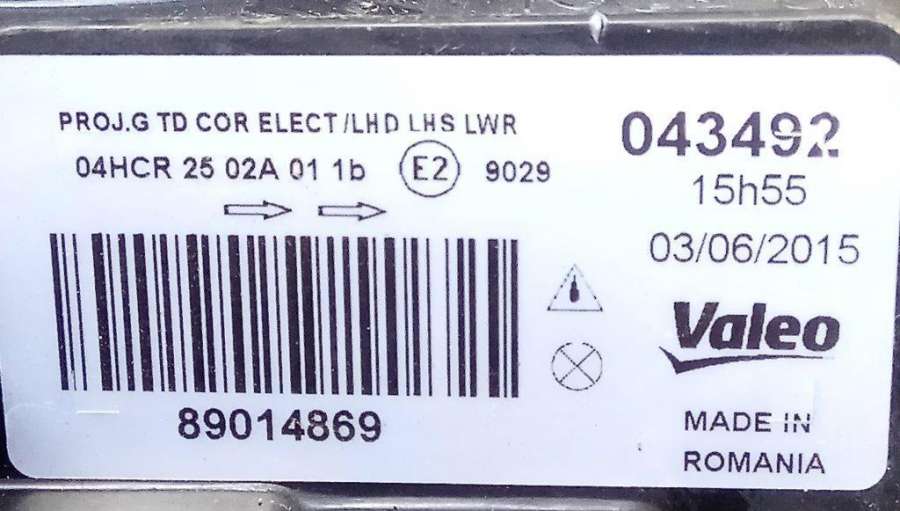 PROJ.G TD COR ELECT/LHD LHS LWR
04HCR 25 02A 01 1b E2 9029
89014869
043492
15h55
03/06/2015
Valeo
MADE IN
ROMANIA